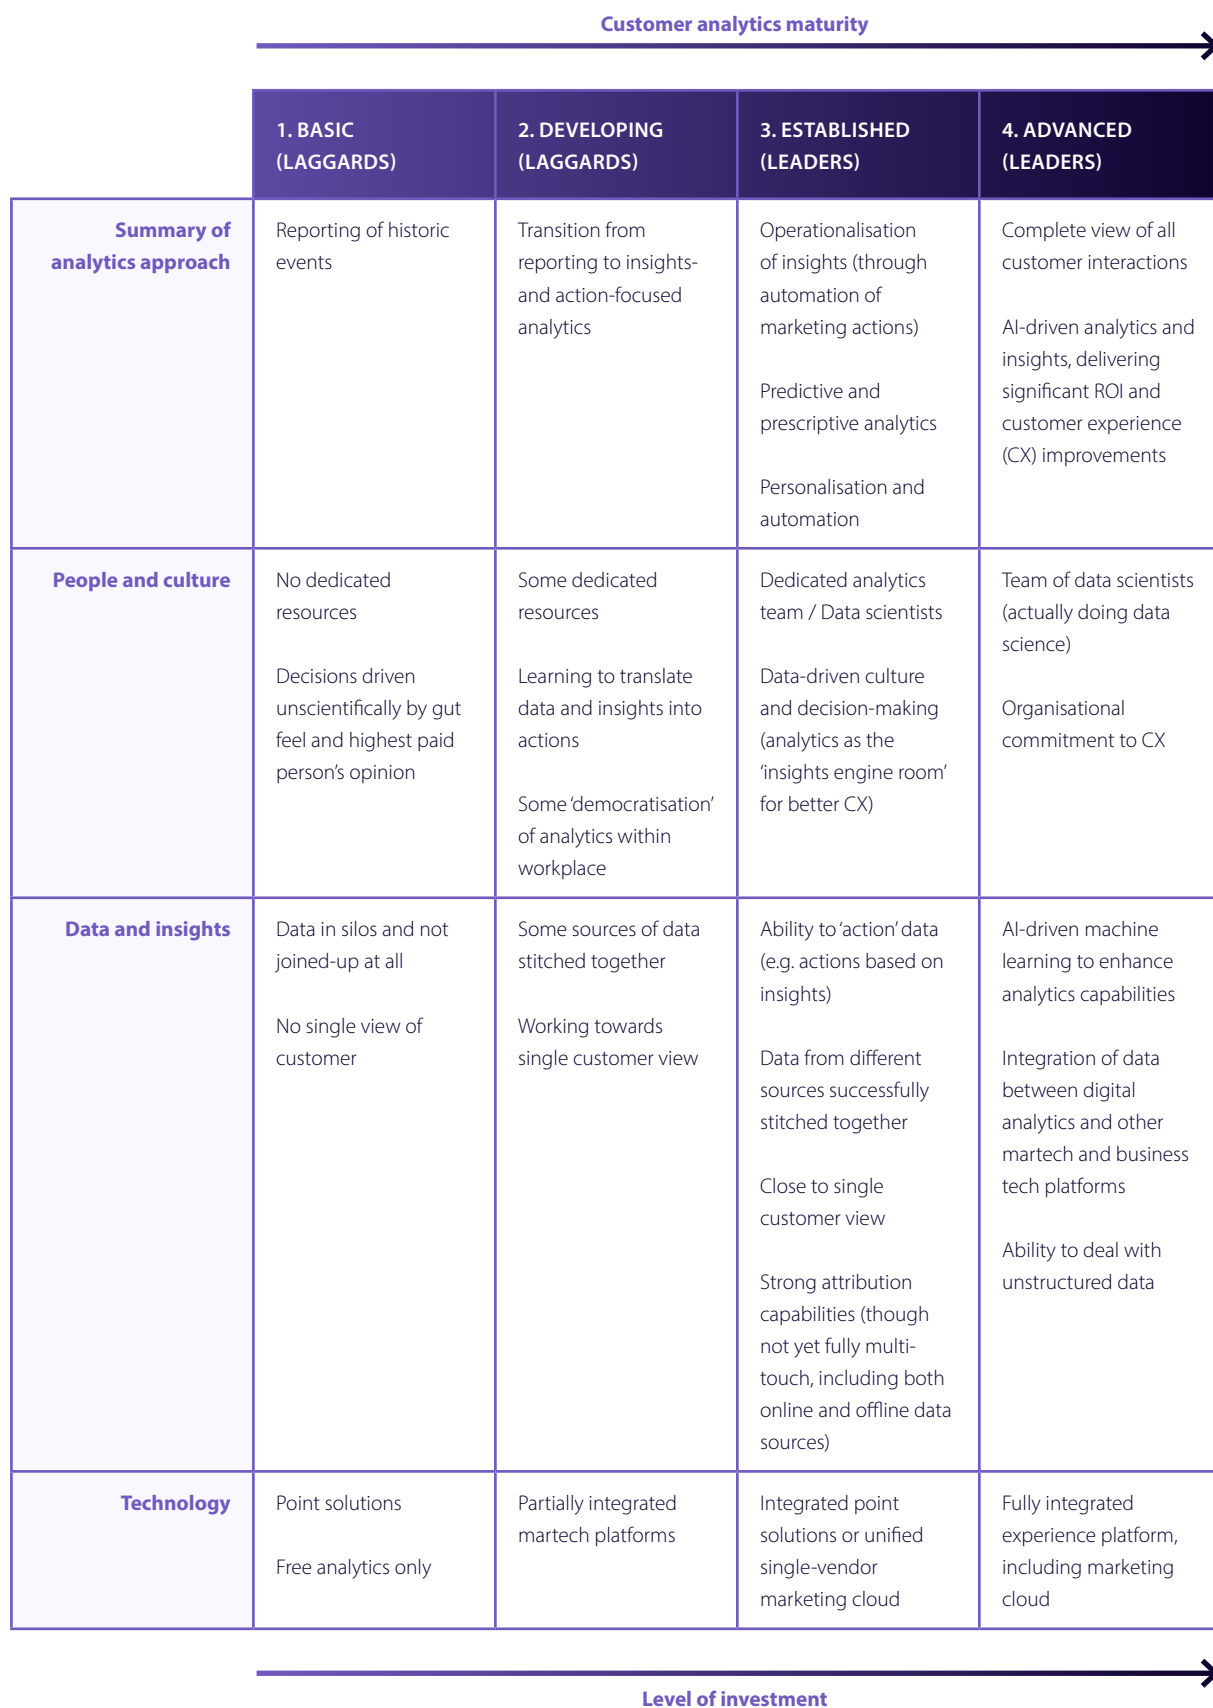 Customer analytics maturity
1. BASIC
(LAGGARDS)
2. DEVELOPING
(LAGGARDS)
3. ESTABLISHED
(LEADERS)
4. ADVANCED
(LEADERS)
Summary of
analytics approach
Reporting of historic
events
Transition from
reporting to insights-
and action-focused
analytics
Operationalisation
of insights (through
automation of
marketing actions)
Predictive and
prescriptive analytics
Personalisation and
automation
Complete view of all
customer interactions
AI-driven analytics and
insights, delivering
significant ROI and
customer experience
(CX) improvements
People and culture
No dedicated
resources
Decisions driven
unscientifically by gut
feel and highest paid
person’s opinion
Some dedicated
resources
Learning to translate
data and insights into
actions
Some ‘democratisation’
of analytics within
workplace
Dedicated analytics
team / Data scientists
Data-driven culture
and decision-making
(analytics as the
‘insights engine room’
for better CX)
Team of data scientists
(actually doing data
science)
Organisational
commitment to CX
Data and insights
Data in silos and not
joined-up at all
No single view of
customer
Some sources of data
stitched together
Working towards
single customer view
Ability to ‘action’ data
(e.g. actions based on
insights)
Data from different
sources successfully
stitched together
Close to single
customer view
Strong attribution
capabilities (though
not yet fully multi-
touch, including both
online and offline data
sources)
AI-driven machine
learning to enhance
analytics capabilities
Integration of data
between digital
analytics and other
martech and business
tech platforms
Ability to deal with
unstructured data
Technology
Point solutions
Free analytics only
Partially integrated
martech platforms
Integrated point
solutions or unified
single-vendor
marketing cloud
Fully integrated
experience platform,
including marketing
cloud
Level of investment